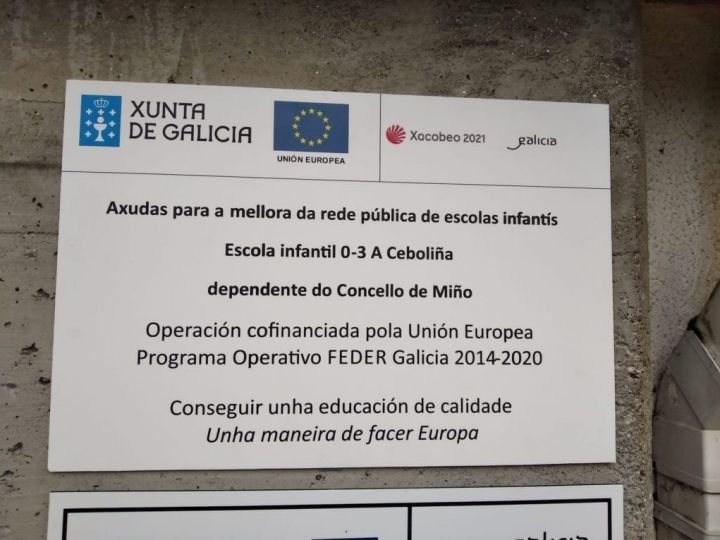 XUNTA
DE GALICIA
UNIÓN EUROPEA
Xacobeo 2021
galicia
Axudas para a mellora da rede pública de escolas infantís
Escola infantil 0-3 A Ceboliña
dependente do Concello de Miño
Operación cofinanciada pola Unión Europea
Programa Operativo FEDER Galicia 2014-2020
Conseguir unha educación de calidade
Unha maneira de facer Europa
galicia